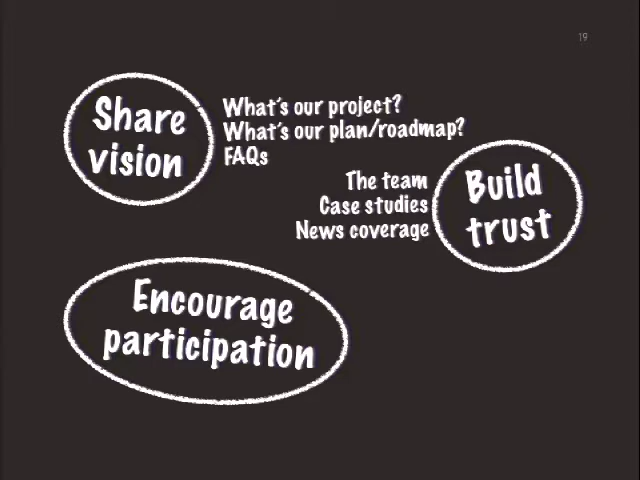 19
Share
vision
What's our project?
What's our plan/roadmap?
FAQs
The team
Case studies
News coverage
Build
trust
Encourage
participation